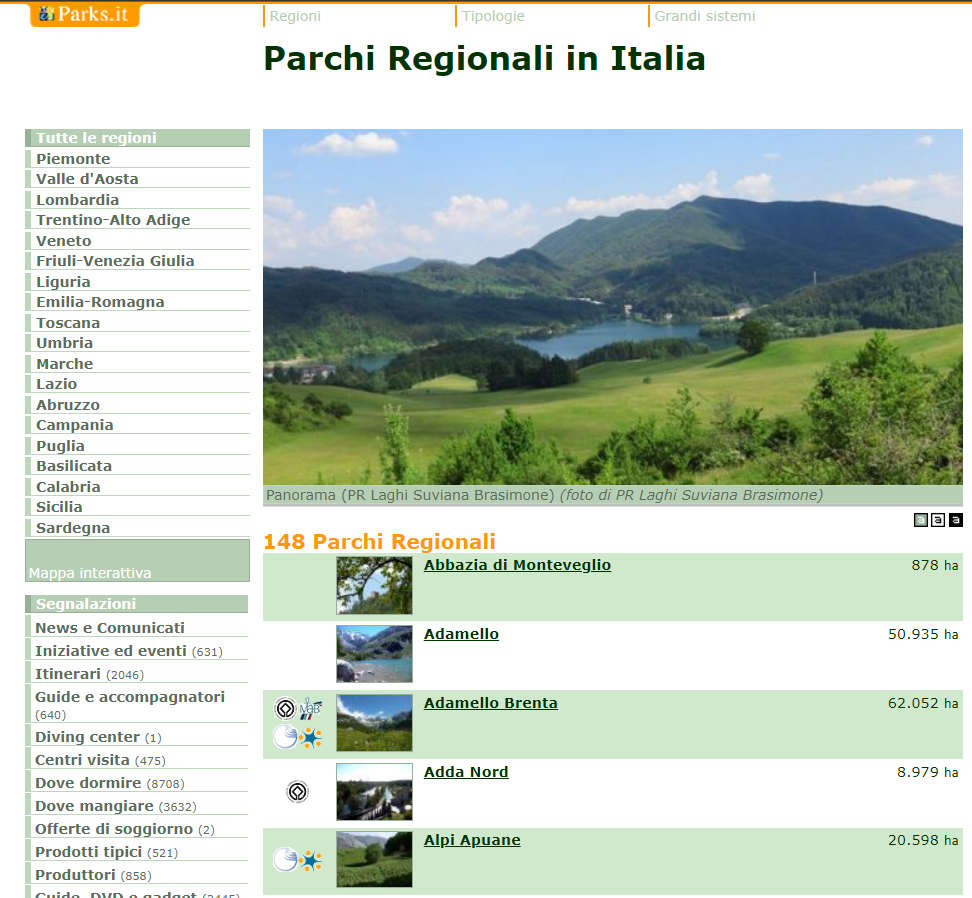 Parks.it
Regioni
Tipologie
Grandi sistemi
Parchi Regionali in Italia
Tutte le regioni
Piemonte
Valle d'Aosta
Lombardia
Trentino-Alto Adige
Veneto
Friuli-Venezia Giulia
Liguria
Emilia-Romagna
Toscana
Umbria
Marche
Lazio
Abruzzo
Campania
Puglia
Basilicata
Calabria
Sicilia
Sardegna
Mappa interattiva
Segnalazioni
News e Comunicati
Iniziative ed eventi (631)
Itinerari (2046)
Guide e accompagnatori
(640)
Diving center (1)
Centri visita (475)
Dove dormire (8708)
Dove mangiare (3632)
Offerte di soggiorno (2)
Prodotti tipici (521)
Produttori (858)
Guide, DVD e gadget (2445)
Panorama (PR Laghi Suviana Brasimone) (foto di PR Laghi Suviana Brasimone)
a a a
148 Parchi Regionali
Abbazia di Monteveglio 878 ha
Adamello 50.935 ha
MaB
Adamello Brenta 62.052 ha
Adda Nord 8.979 ha
Alpi Apuane 20.598 ha